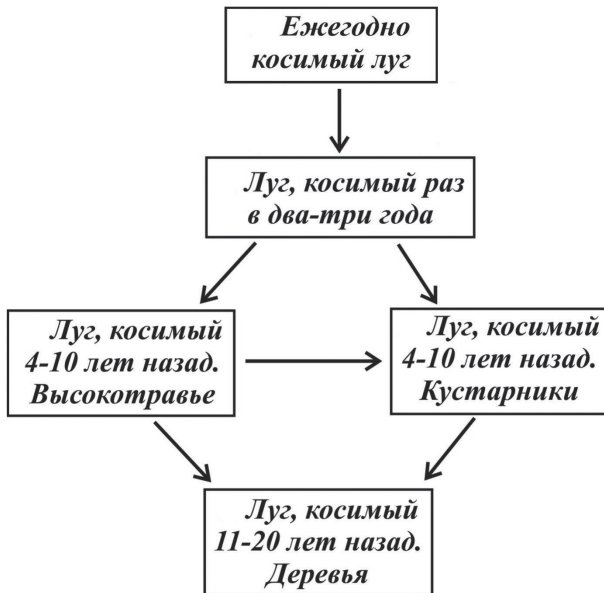 Ежегодно
косимый луг
Луг, косимый раз
в два-три года
Луг, косимый
4-10 лет назад.
Высокотравье
Луг, косимый
4-10 лет назад.
Кустарники
Луг, косимый
11-20 лет назад.
Деревья